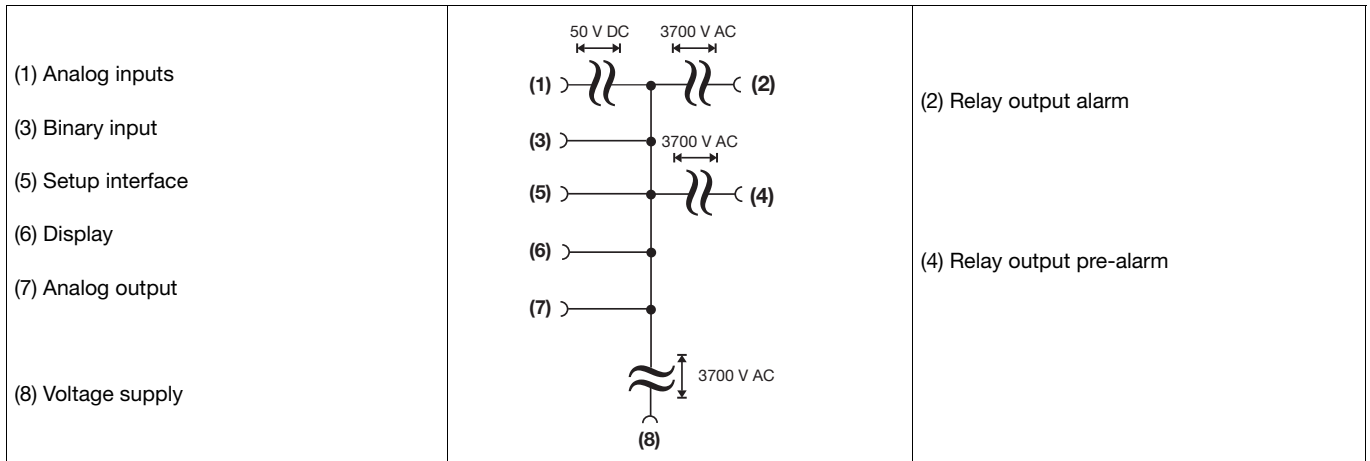 (1) Analog inputs
(3) Binary input
(5) Setup interface
(6) Display
(7) Analog output
(8) Voltage supply
50 V DC
3700 V AC
(1)
(2)
(3)
3700 V AC
(5)
(4)
(6)
(7)
3700 V AC
(8)
(2) Relay output alarm
(4) Relay output pre-alarm